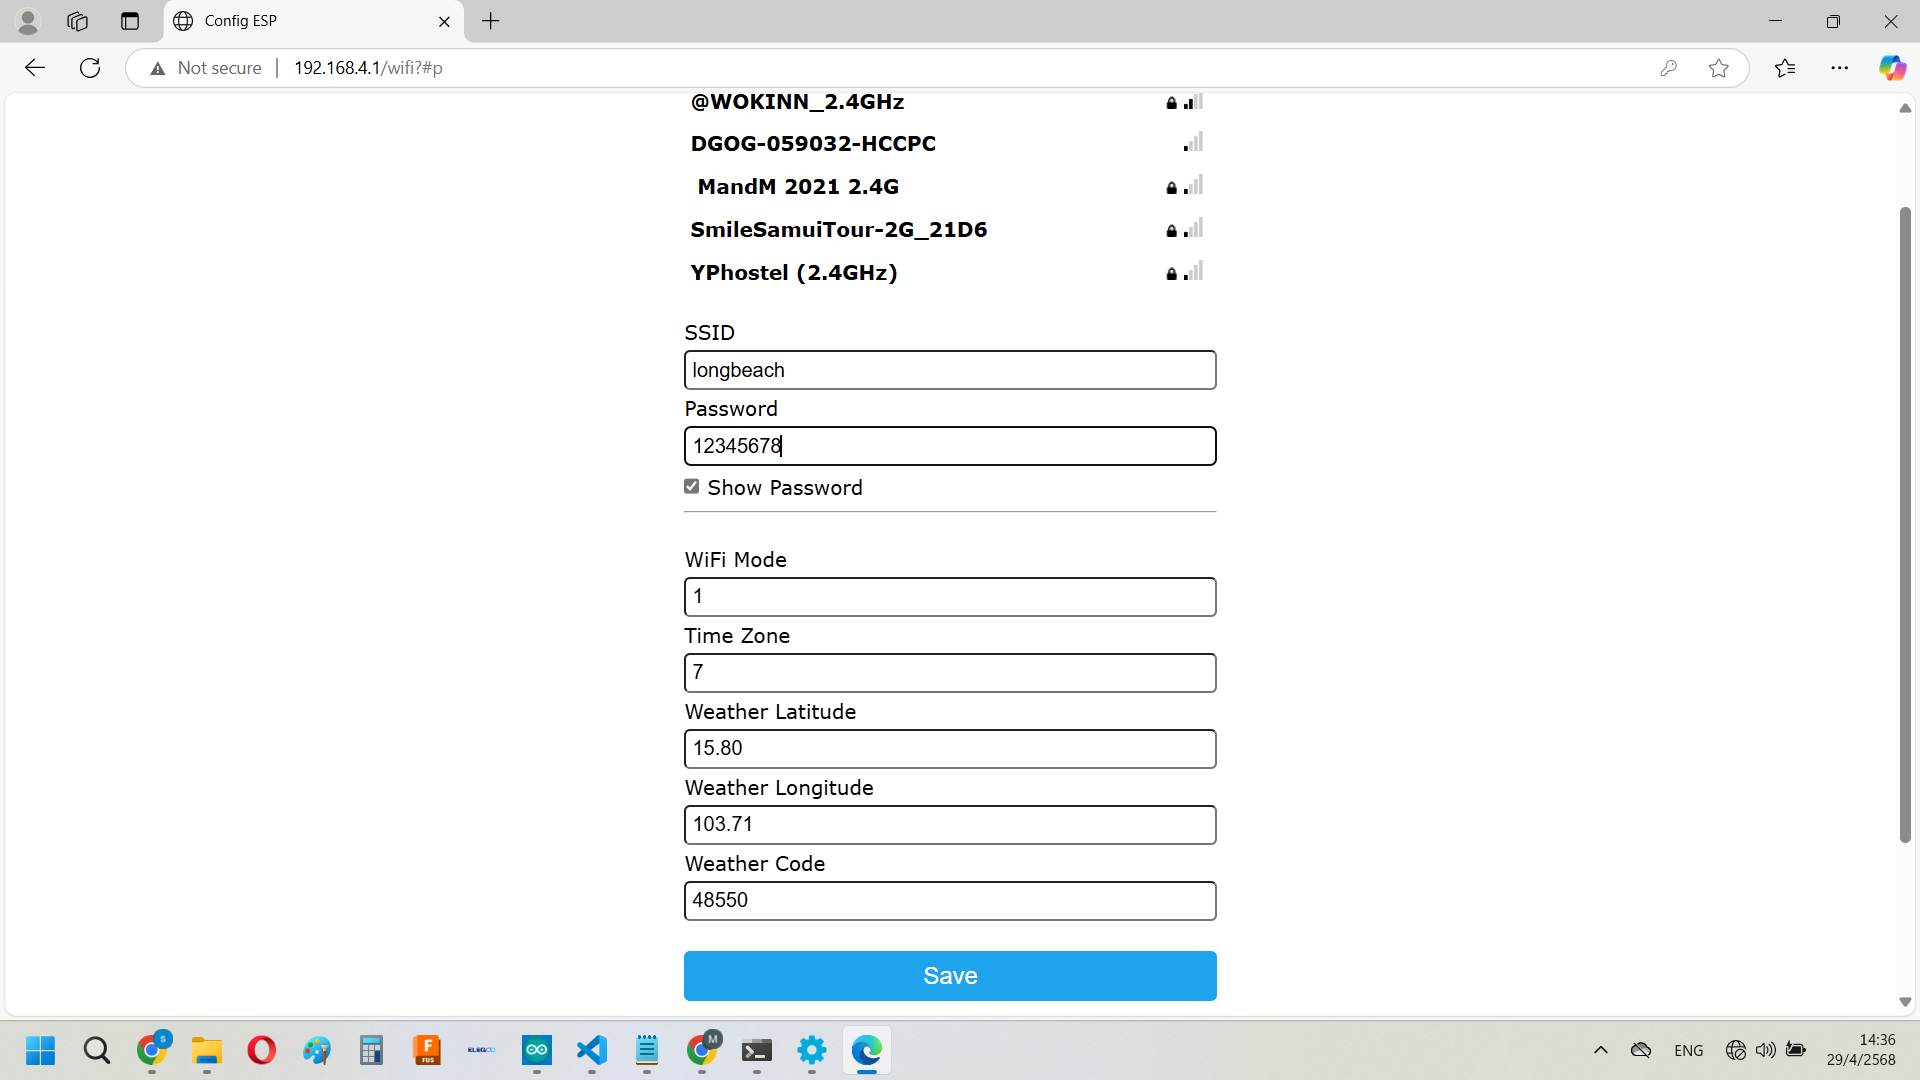 Config ESP
Not secure
192.168.4.1/wifi?#p
@WOKINN_2.4GHz
DGOG-059032-HCCPC
MandM 2021 2.4G
SmileSamuiTour-2G_21D6
YPhostel (2.4GHz)
SSID
longbeach
Password
12345678
Show Password
WiFi Mode
1
Time Zone
7
Weather Latitude
15.80
Weather Longitude
103.71
Weather Code
48550
Save
S
F
FUS
ELEGOO
M
ENG
14:36
29/4/2568